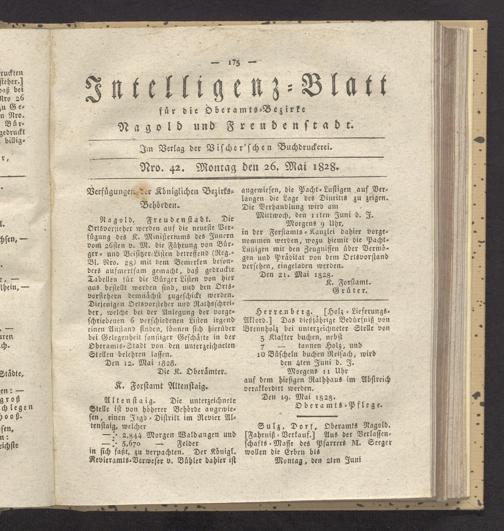 — 175 —
Intelligenz-Blatt
für die Oberamts-Bezirke
Nagold und Freudenstadt.
Im Verlag der Vischer'schen Buchdruckerei.
Nro. 42. Montag den 26. Mai 1828.
Verfügungen der Königlichen Bezirks-
Behörden.
Nagold, Freudenstadt. Die
Ortsvorsteher werden auf die neueste Ver-
fügung des K. Ministeriums des Innern
vom 26sten v. M. die Führung von Bür-
ger- und Beisitzer-Listen betreffend (Reg.
Bl. Nro. 28) mit dem Bemerken beson-
ders aufmerksam gemacht, daß gedruckte
Tabellen für die Bürger Listen von hier
aus bestellt worden sind, und den Orts-
vorstehern demnächst zugeschickt werden.
Diejenigen Ortsvorsteher und Rathsschrei-
ber, welche bei der Anlegung der vorge-
schriebenen 6 verschiedenen Listen irgend
einen Anstand finden, können sich hierüber
bei Gelegenheit sonstiger Geschäfte in der
Oberamts-Stadt von den unterzeichneten
Stellen belehren lassen.
Den 12. Mai 1828.
Die K. Oberämter.
K. Forstamt Altenstaig.
Altenstaig. Die unterzeichnete
Stelle ist von höherer Behörde angewie-
sen, einen Jagd-Distrikt im Revier Al-
tenstaig, welcher
—: 2,844 Morgen Waldungen und
—: 5,670 — Felder
in sich faßt, zu verpachten. Der Königl.
Revieramts-Verweser v. Bühler dahier ist
angewiesen, die Pacht-Lustigen auf Ver-
langen die Lage des Distrikts zu zeigen.
Die Verhandlung wird am
Mittwoch, den 11ten Juni d. J.
Morgens 9 Uhr,
in der Forstamts-Kanzlei dahier vorge-
nommen werden, wozu hiemit die Pacht-
Lustigen mit den Zeugnissen über Vermö-
gen und Prädikat von dem Ortsvorstand
versehen, eingeladen werden.
Den 21. Mai 1828.
K. Forstamt.
Grüter.
Herrenberg. [Holz-Lieferungs-
Akkord.] Das dießjährige Bedürfniß von
Brennholz bei unterzeichneter Stelle von
5 Klafter buchen, nebst
7 — tannen Holz, und
10 Büscheln buchen Reisach, wird
den 4ten Juni d. J.
Morgens 11 Uhr
auf dem hiesigen Rathhaus im Abstreich
verakkordirt werden.
Den 19. Mai 1828.
Oberamts-Pflege.
Sulz, Dorf, Oberamts Nagold.
[Fahrniß-Verkauf.] Aus der Verlassen-
schafts-Masse des Pfarrers M. Serger
wollen die Erben bis
Montag, den 2ten Juni